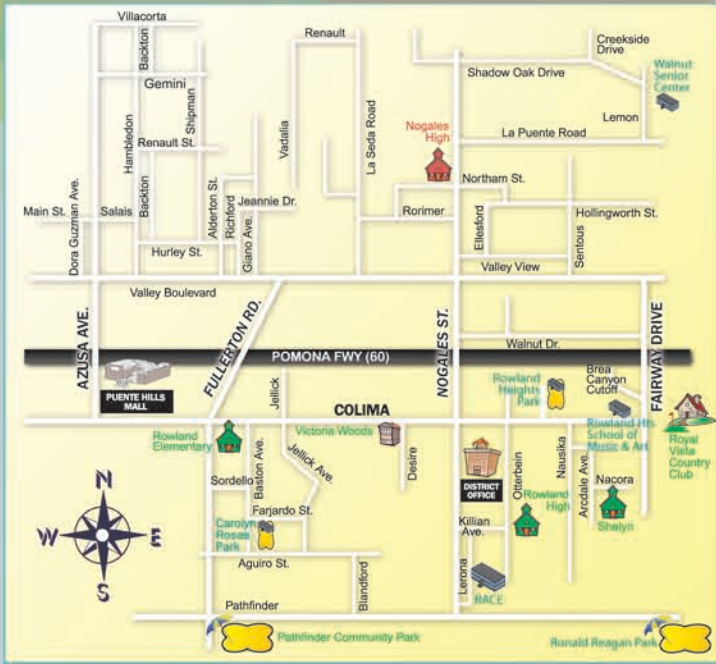 Villacorta
Backton
Gemini
Shipman
Hambledon
Renault St.
Backton
Main St.
Salais
Dora Guzman Ave.
Hurley St.
Alderton St.
Richford
Giano Ave.
Jeannie Dr.
Vadalia
Renault
La Seda Road
Creekside
Drive
Shadow Oak Drive
Walnut
Senior
Center
Lemon
La Puente Road
Nogales
High
Northam St.
Rorimer
Ellesford
Hollingworth St.
Sentous
Valley View
Valley Boulevard
AZUSA AVE.
FULLERTON RD.
NOGALES ST.
Walnut Dr.
FAIRWAY DRIVE
POMONA FWY (60)
PUENTE HILLS
MALL
Jellick
COLIMA
Rowland
Heights
Park
Brea
Canyon
Cutoff
Rowland Hts
School of
Music & Art
Royal
Vista
Country
Club
Rowland
Elementary
Victoria Woods
Baston Ave.
Jellick Ave.
Desire
DISTRICT
OFFICE
Otterbein
Nausika
Arcdale Ave.
Nacora
Shelyn
Rowland
High
Sordello
Farjardo St.
Carolyn
Rosas
Park
Killian
Ave.
Aguiro St.
Blandford
Lerona
RACE
Pathfinder
Pathfinder Community Park
Ronald Reagan Park
N
W
E
S